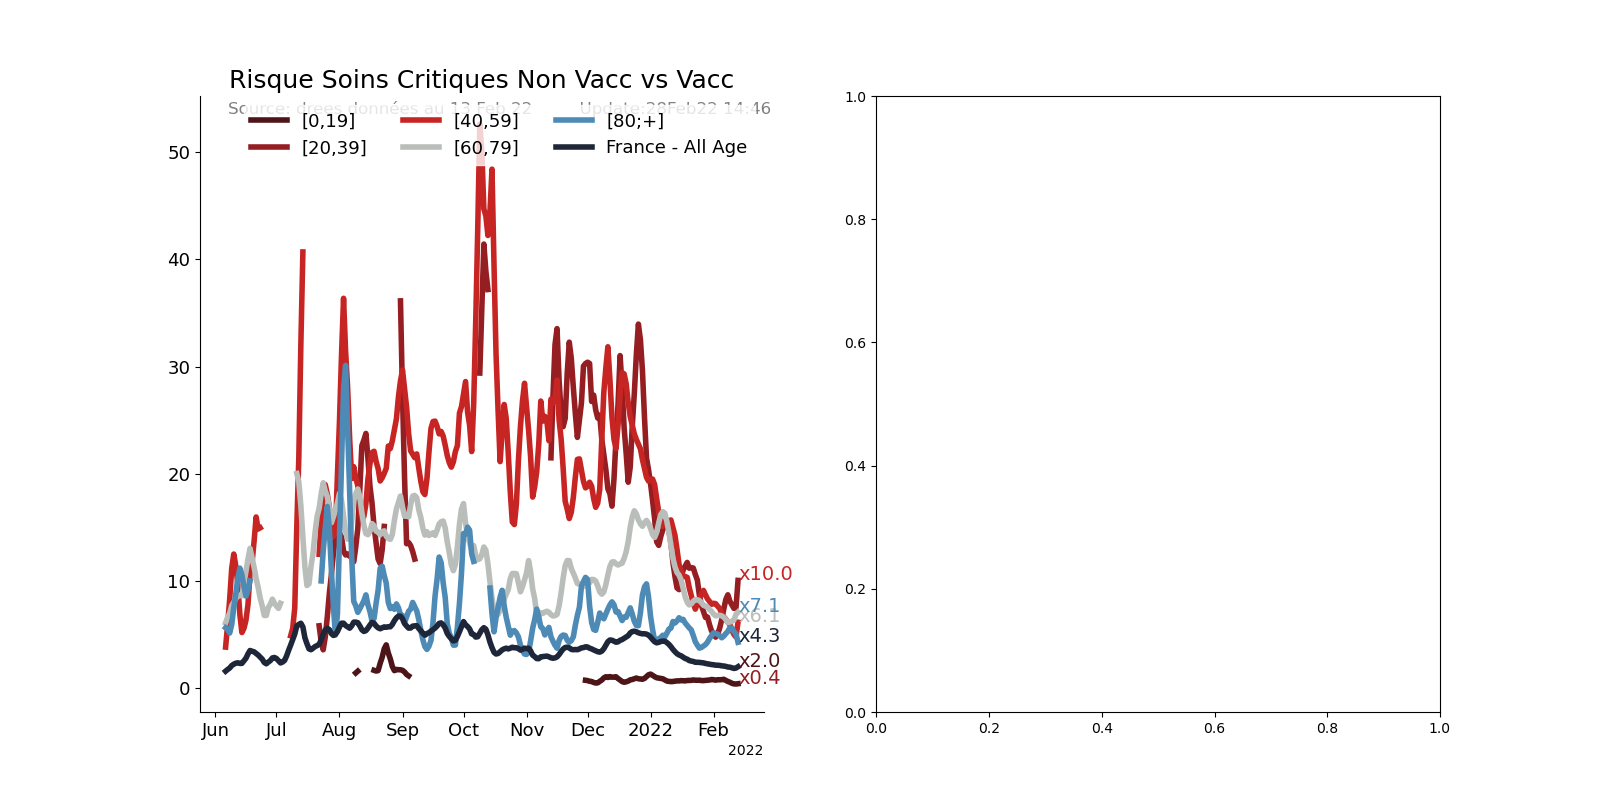 Risque Soins Critiques Non Vacc vs Vacc
Source: drees données au 13 Feb 22 Update:28Feb22 14:46
[0,19] [40,59] [80;+]
[20,39] [60,79] France - All Age
50
40
30
20
10
0
x10.0
x7.1
x6.1
x4.3
x2.0
x0.4
Jun Jul Aug Sep Oct Nov Dec 2022 Feb
2022
1.0
0.8
0.6
0.4
0.2
0.0
0.0 0.2 0.4 0.6 0.8 1.0